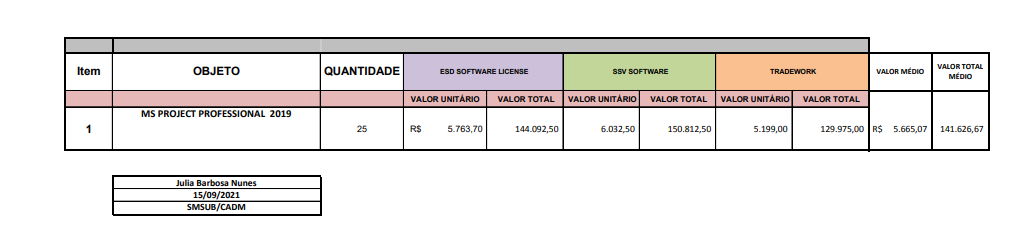 Item OBJETO QUANTIDADE ESD SOFTWARE LICENSE SSV SOFTWARE TRADEWORK VALOR MÉDIO VALOR TOTAL MÉDIO
VALOR UNITÁRIO VALOR TOTAL VALOR UNITÁRIO VALOR TOTAL VALOR UNITÁRIO VALOR TOTAL
1 MS PROJECT PROFESSIONAL 2019 25 R$ 5.763,70 144.092,50 6.032,50 150.812,50 5.199,00 129.975,00 R$ 5.665,07 141.626,67
Julia Barbosa Nunes
15/09/2021
SMSUB/CADM